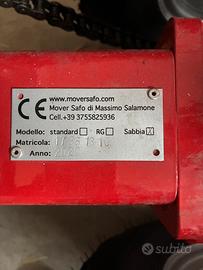 CE www.moversafo.com
Mover Safo di Massimo Salamone
Cell.+39 3755825936
Modello: standard RG Sabbia
Matricola:
Anno:
subito